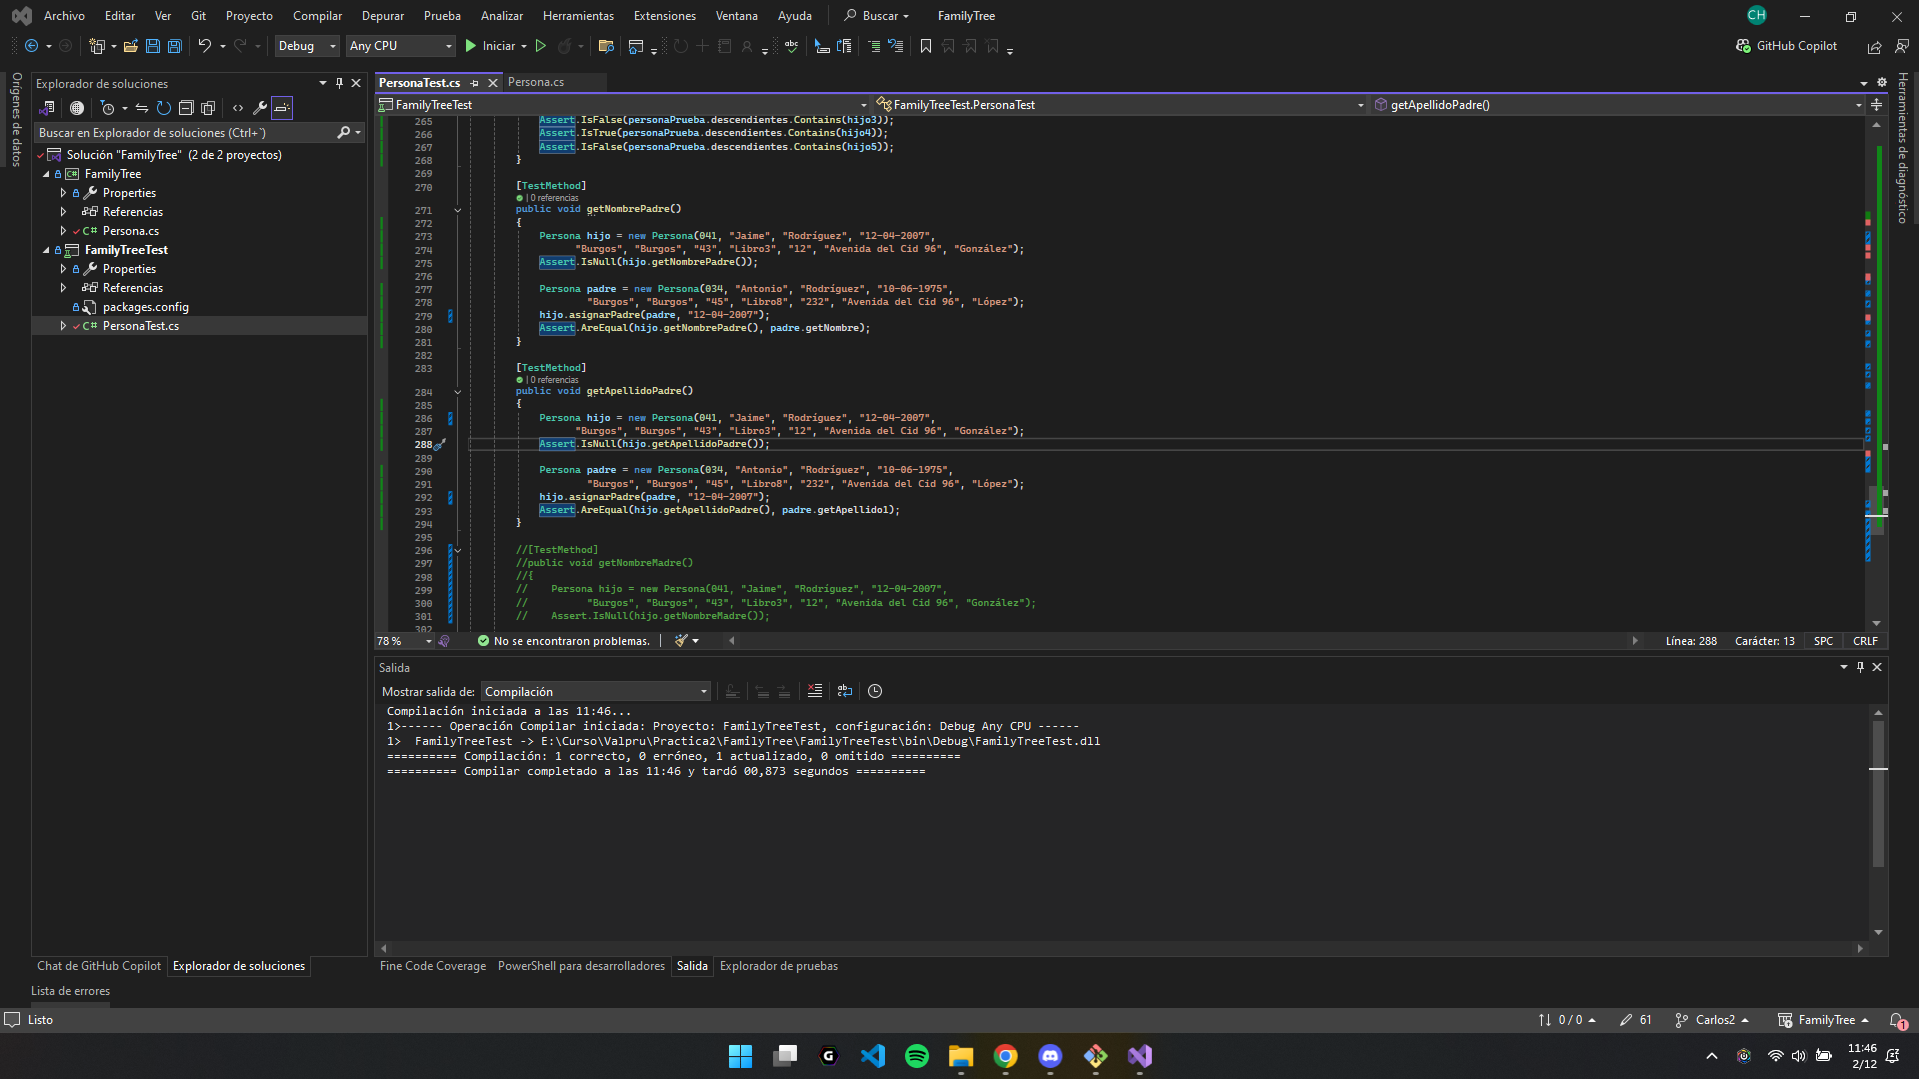 Archivo Editar Ver Git Proyecto Compilar Depurar Prueba Analizar Herramientas Extensiones Ventana Ayuda Buscar FamilyTree CH
Debug Any CPU Iniciar GitHub Copilot
Orígenes de datos
Explorador de soluciones
Buscar en Explorador de soluciones (Ctrl+`)
Solución "FamilyTree" (2 de 2 proyectos)
FamilyTree
Properties
Referencias
C# Persona.cs
FamilyTreeTest
Properties
Referencias
packages.config
C# PersonaTest.cs
PersonaTest.cs Persona.cs
FamilyTreeTest FamilyTreeTest.PersonaTest getApellidoPadre()
265 Assert.IsFalse(personaPrueba.descendientes.Contains(hijo3));
266 Assert.IsTrue(personaPrueba.descendientes.Contains(hijo4));
267 Assert.IsFalse(personaPrueba.descendientes.Contains(hijo5));
268 }
269
270 [TestMethod]
| 0 referencias
271 public void getNombrePadre()
272 {
273 Persona hijo = new Persona(041, "Jaime", "Rodríguez", "12-04-2007",
274 "Burgos", "Burgos", "43", "Libro3", "12", "Avenida del Cid 96", "González");
275 Assert.IsNull(hijo.getNombrePadre());
276
277 Persona padre = new Persona(034, "Antonio", "Rodríguez", "10-06-1975",
278 "Burgos", "Burgos", "45", "Libro8", "232", "Avenida del Cid 96", "López");
279 hijo.asignarPadre(padre, "12-04-2007");
280 Assert.AreEqual(hijo.getNombrePadre(), padre.getNombre);
281 }
282
283 [TestMethod]
| 0 referencias
284 public void getApellidoPadre()
285 {
286 Persona hijo = new Persona(041, "Jaime", "Rodríguez", "12-04-2007",
287 "Burgos", "Burgos", "43", "Libro3", "12", "Avenida del Cid 96", "González");
288 Assert.IsNull(hijo.getApellidoPadre());
289
290 Persona padre = new Persona(034, "Antonio", "Rodríguez", "10-06-1975",
291 "Burgos", "Burgos", "45", "Libro8", "232", "Avenida del Cid 96", "López");
292 hijo.asignarPadre(padre, "12-04-2007");
293 Assert.AreEqual(hijo.getApellidoPadre(), padre.getApellido1);
294 }
295
296 //[TestMethod]
297 //public void getNombreMadre()
298 //{
299 // Persona hijo = new Persona(041, "Jaime", "Rodríguez", "12-04-2007",
300 // "Burgos", "Burgos", "43", "Libro3", "12", "Avenida del Cid 96", "González");
301 // Assert.IsNull(hijo.getNombreMadre());
302
78 % No se encontraron problemas. Línea: 288 Carácter: 13 SPC CRLF
Herramientas de diagnóstico
Salida
Mostrar salida de: Compilación
Compilación iniciada a las 11:46...
1>------ Operación Compilar iniciada: Proyecto: FamilyTreeTest, configuración: Debug Any CPU ------
1> FamilyTreeTest -> E:\Curso\Valpru\Practica2\FamilyTree\FamilyTreeTest\bin\Debug\FamilyTreeTest.dll
========== Compilación: 1 correcto, 0 erróneo, 1 actualizado, 0 omitido ==========
========== Compilar completado a las 11:46 y tardó 00,873 segundos ==========
Chat de GitHub Copilot Explorador de soluciones Fine Code Coverage PowerShell para desarrolladores Salida Explorador de pruebas
Lista de errores
Listo 0 / 0 61 Carlos2 FamilyTree 1
11:46
2/12